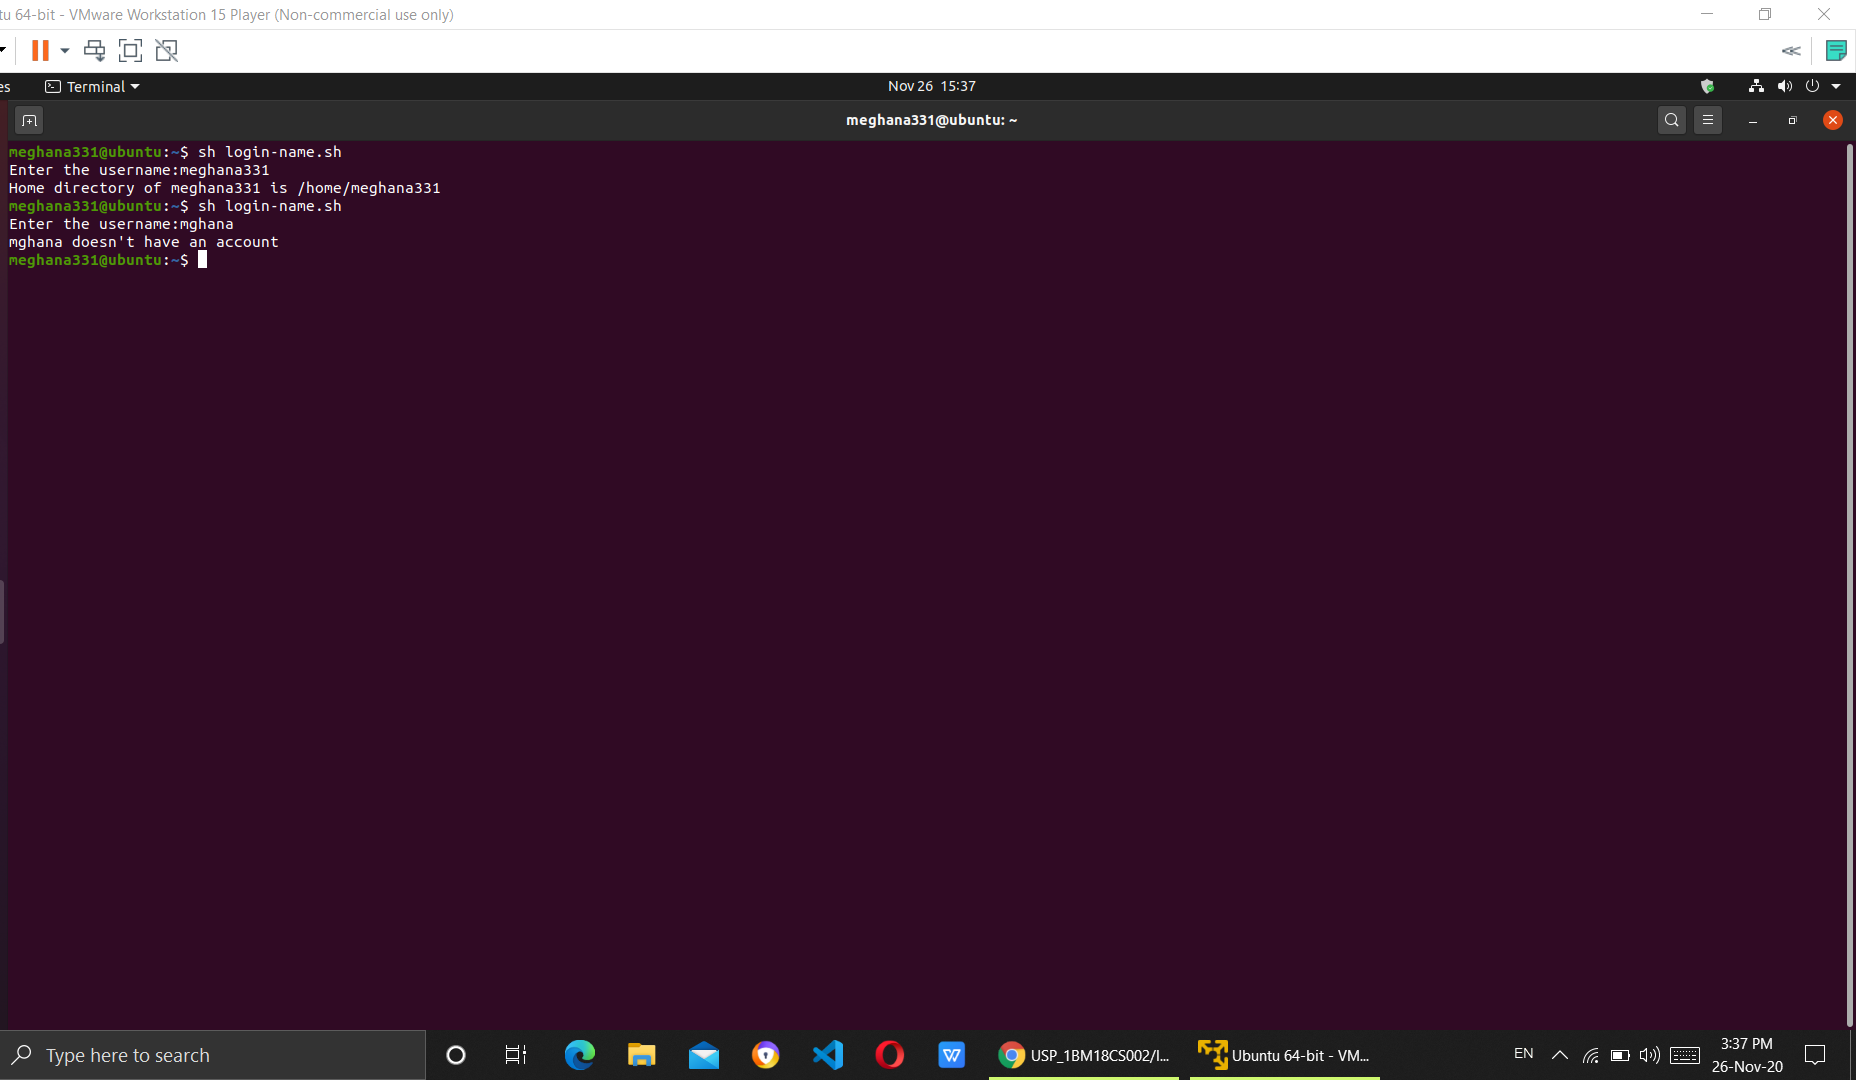 tu 64-bit - VMware Workstation 15 Player (Non-commercial use only)
es Terminal Nov 26 15:37
meghana331@ubuntu: ~
meghana331@ubuntu:~$ sh login-name.sh
Enter the username:meghana331
Home directory of meghana331 is /home/meghana331
meghana331@ubuntu:~$ sh login-name.sh
Enter the username:mghana
mghana doesn't have an account
meghana331@ubuntu:~$
Type here to search
USP_1BM18CS002/l...
Ubuntu 64-bit - VM...
EN
3:37 PM
26-Nov-20